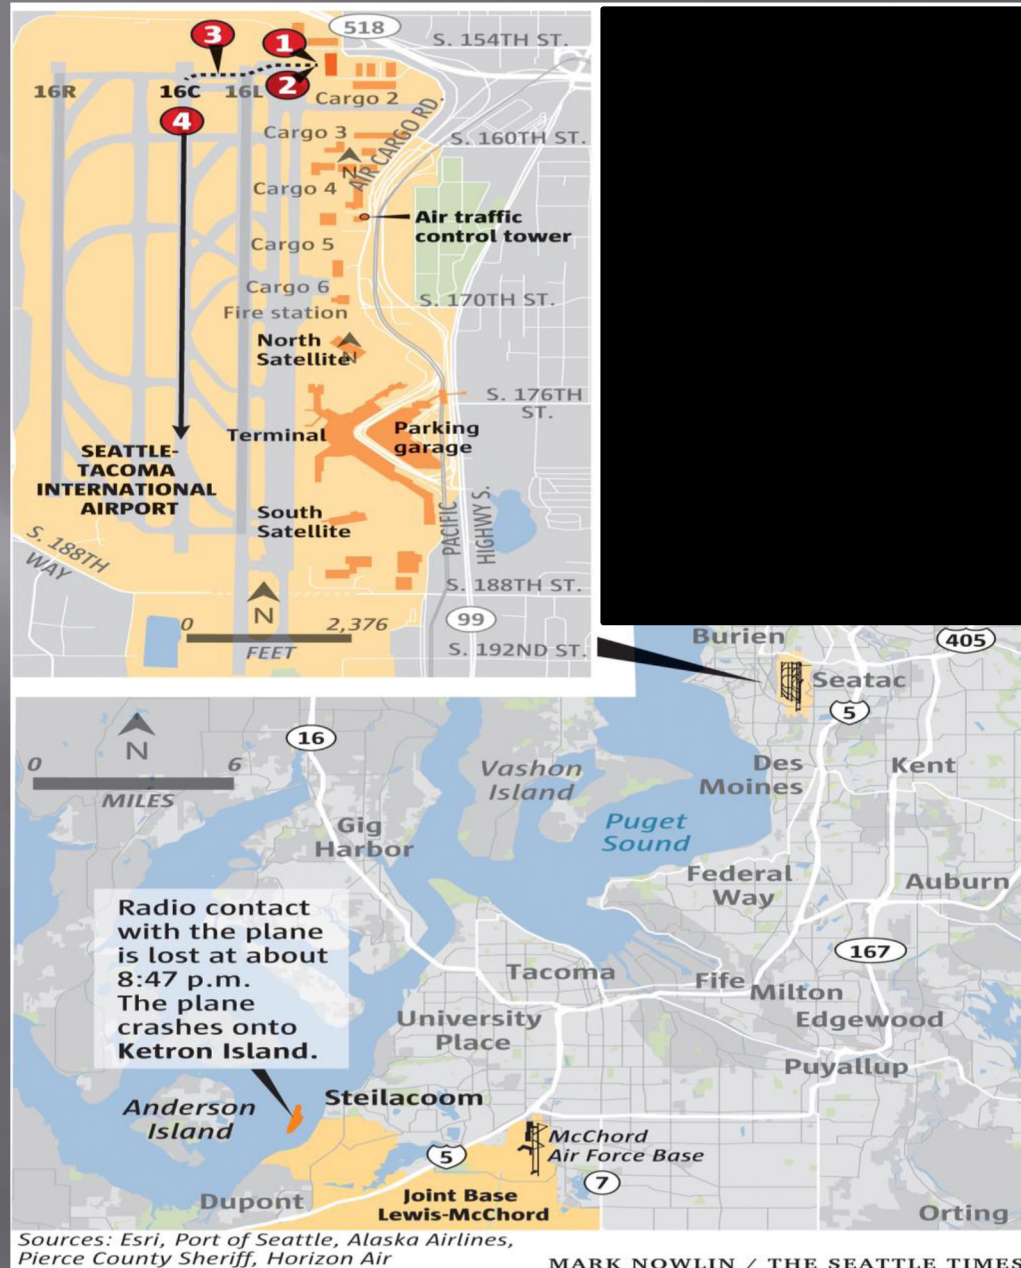 518
S. 154TH ST.
3
1
2
16R
16C
16L
Cargo 2
4
Cargo 3
S. 160TH ST.
AIR CARGO RD.
N
Cargo 4
Air traffic
control tower
Cargo 5
Cargo 6
S. 170TH ST.
Fire station
North
Satellite
N
S. 176TH
ST.
Terminal
Parking
garage
SEATTLE-
TACOMA
INTERNATIONAL
AIRPORT
South
Satellite
PACIFIC
HIGHWAY S.
S. 188TH
WAY
S. 188TH ST.
N
0
2,376
FEET
99
S. 192ND ST.
Burien
405
Seatac
5
N
16
0
6
MILES
Vashon
Island
Des
Moines
Kent
Puget
Sound
Gig
Harbor
Federal
Way
Auburn
Radio contact
with the plane
is lost at about
8:47 p.m.
The plane
crashes onto
Ketron Island.
167
Tacoma
Fife
Milton
University
Place
Edgewood
Puyallup
Anderson
Island
Steilacoom
5
McChord
Air Force Base
7
Dupont
Joint Base
Lewis-McChord
Orting
Sources: Esri, Port of Seattle, Alaska Airlines,
Pierce County Sheriff, Horizon Air
MARK NOWLIN / THE SEATTLE TIMES